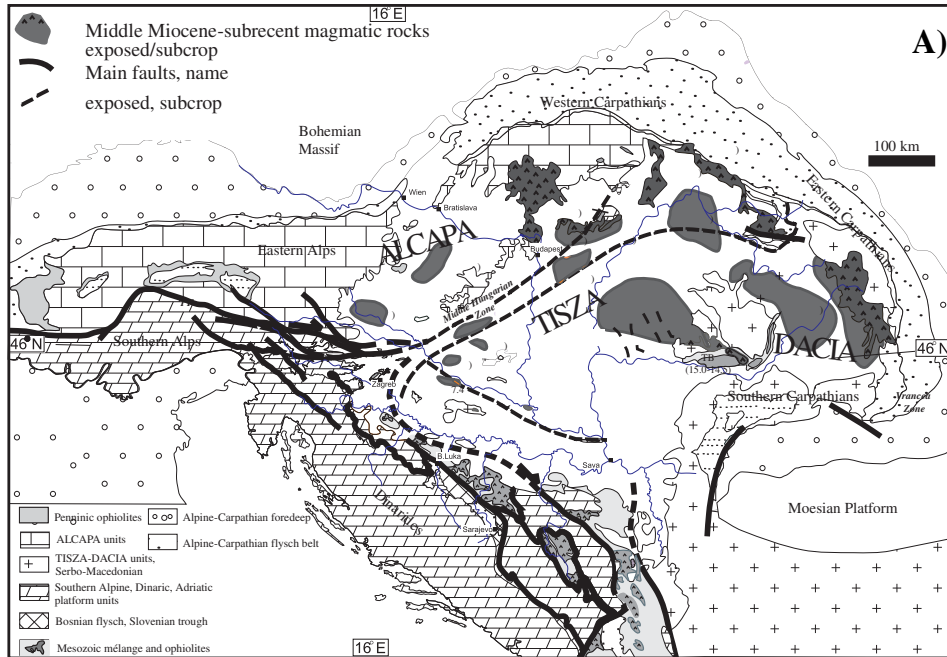 16°E
A)
Middle Miocene-subrecent magmatic rocks
exposed/subcrop
Main faults, name
exposed, subcrop
Western Carpathians
Bohemian
Massif
100 km
Eastern Carpathians
Wien
Bratislava
ALCAPA
Eastern Alps
Budapest
Middle Hungarian
Zone
TISZA
DACIA
46 N
Southern Alps
46°N
TB
(15.0-14.6)
Zagreb
7.4
Southern Carpathians
Vrancea
Zone
B.Luka
Sava
Dinarides
Sarajevo
Moesian Platform
Penninic ophiolites
Alpine-Carpathian foredeep
ALCAPA units
Alpine-Carpathian flysch belt
TISZA-DACIA units,
Serbo-Macedonian
Southern Alpine, Dinaric, Adriatic
platform units
Bosnian flysch, Slovenian trough
Mesozoic mélange and ophiolites
16°E